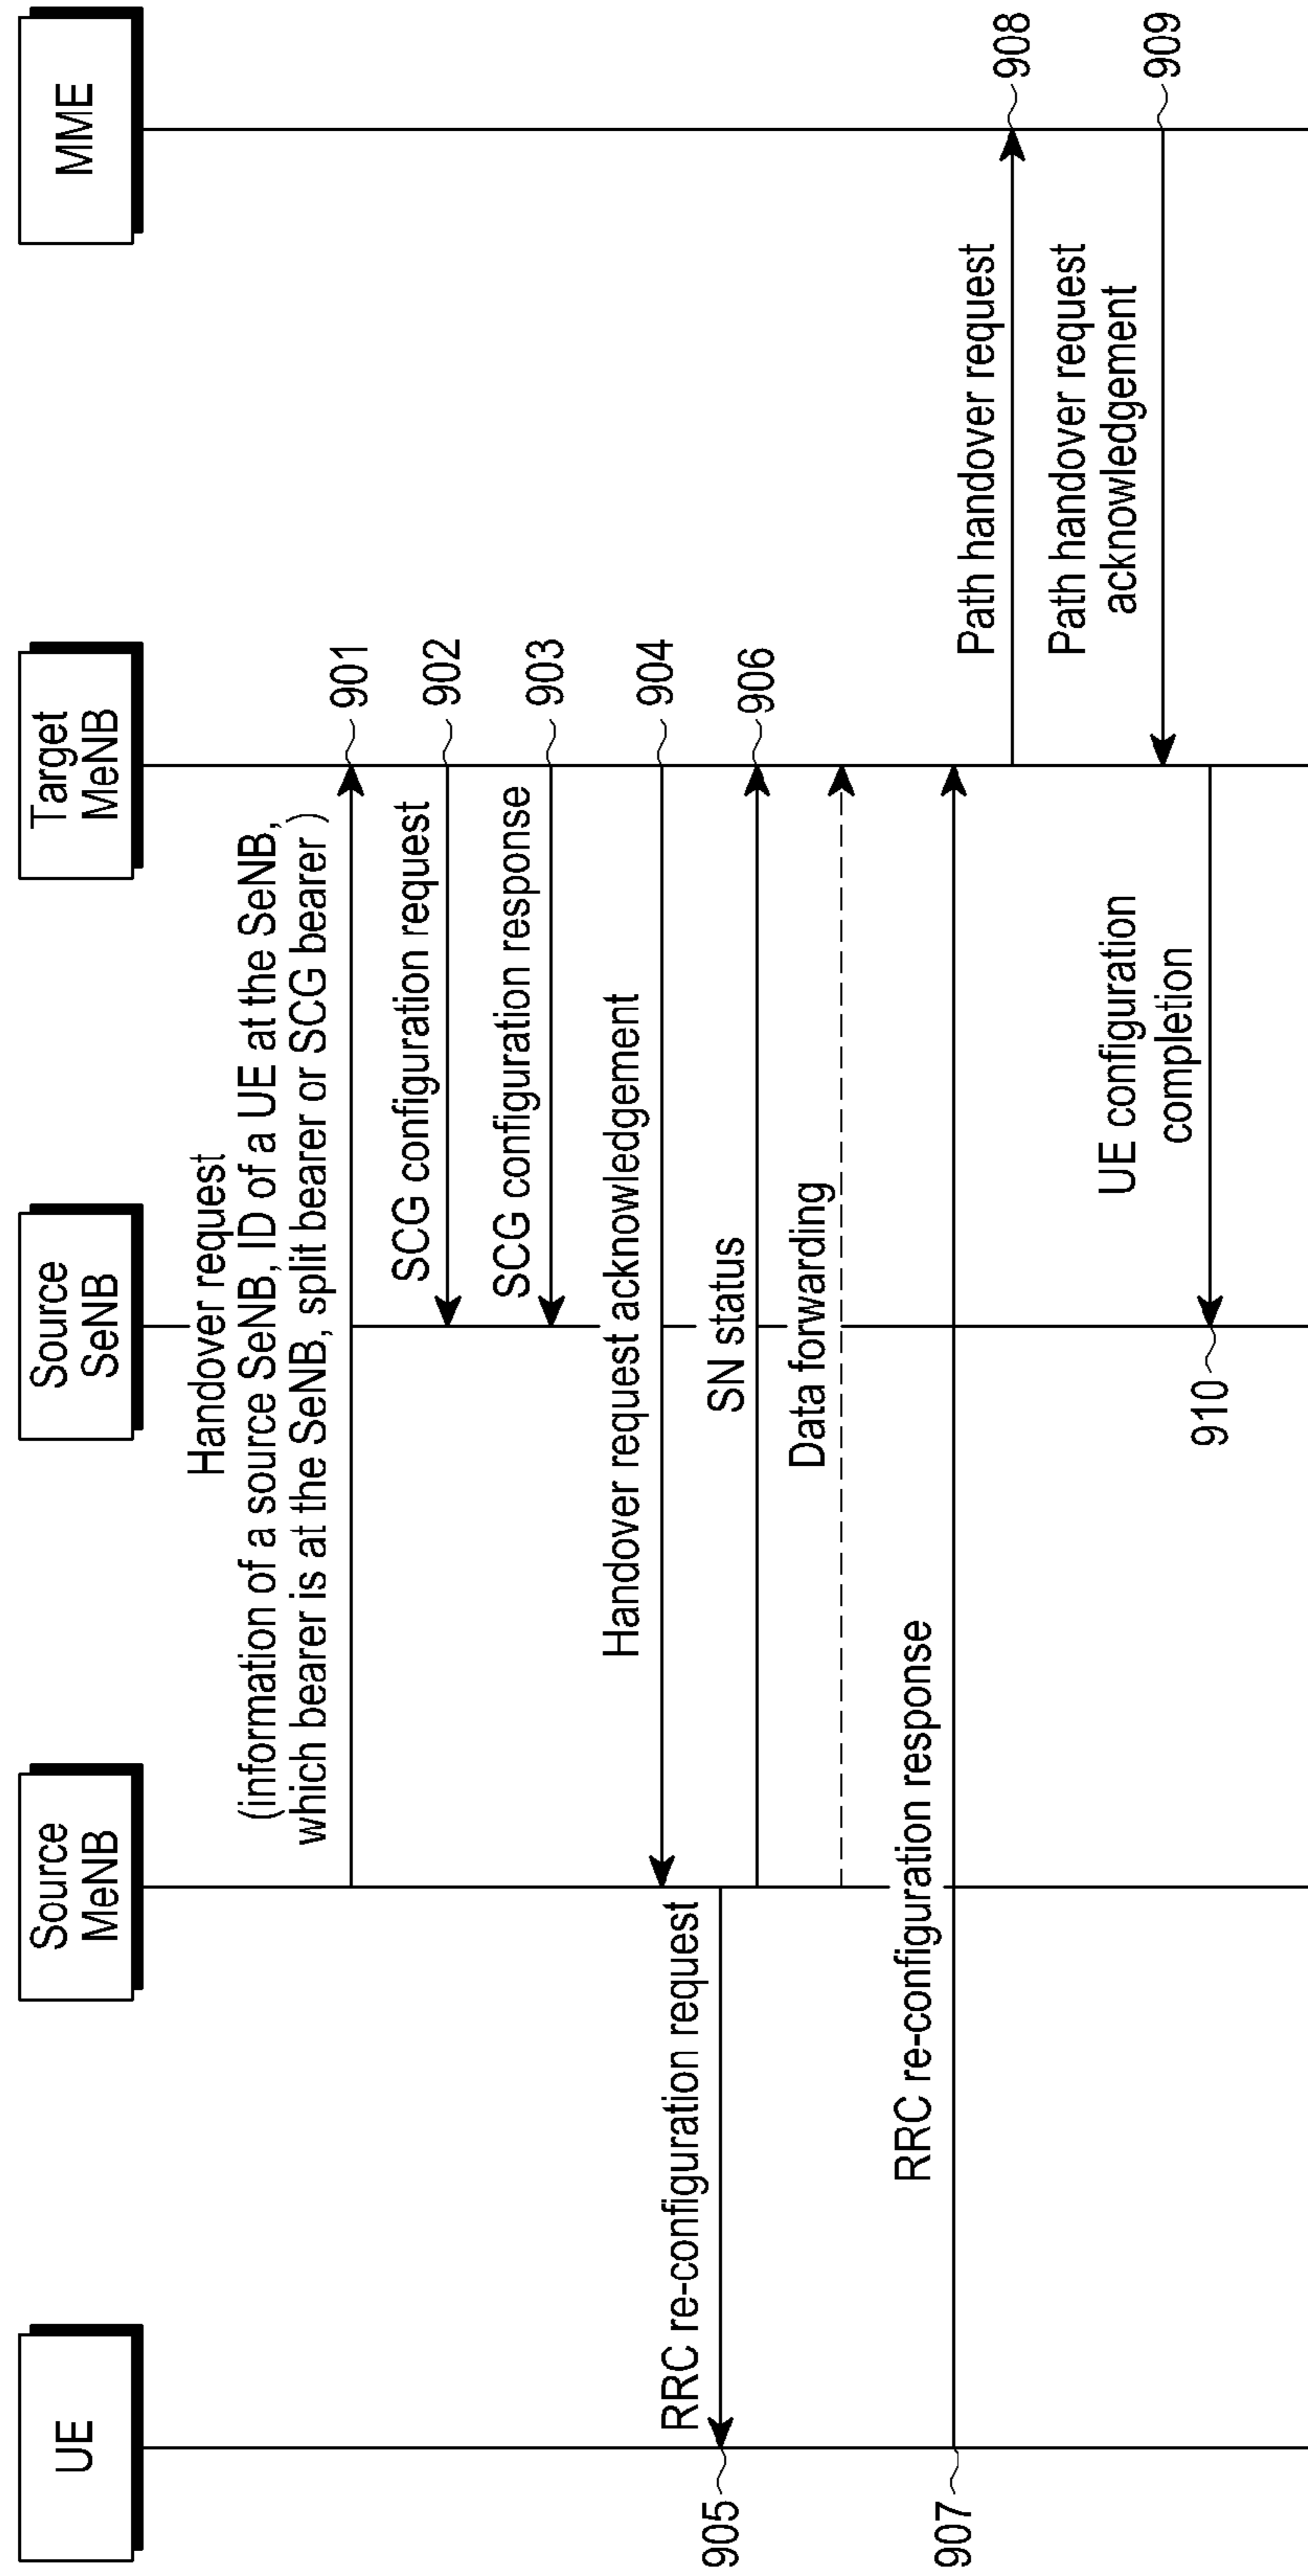 UE
Source
MeNB
Source
SeNB
Target
MeNB
MME
Handover request
(information of a source SeNB, ID of a UE at the SeNB,
which bearer is at the SeNB, split bearer or SCG bearer )
901
SCG configuration request
902
SCG configuration response
903
Handover request acknowledgement
904
RRC re-configuration request
905
SN status
906
Data forwarding
RRC re-configuration response
907
Path handover request
908
Path handover request
acknowledgement
909
UE configuration
completion
910